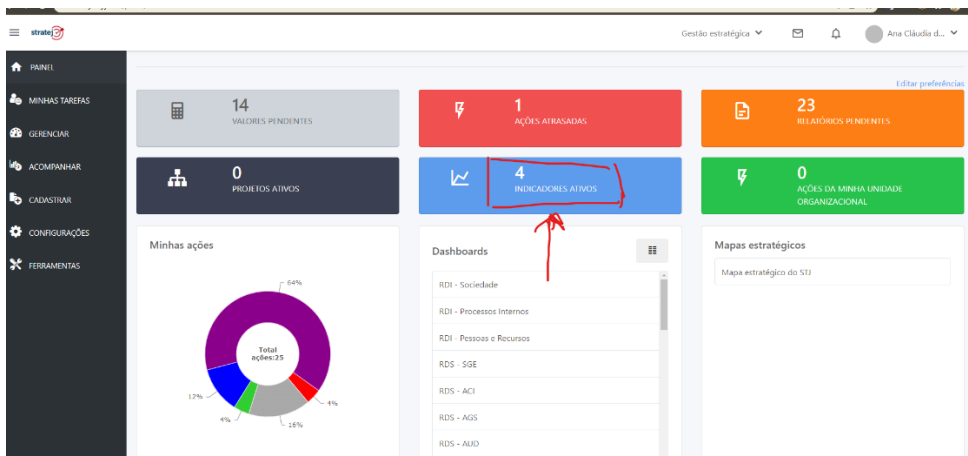 stratej
Gestão estratégica
Ana Cláudia d...
PAINEL
MINHAS TAREFAS
GERENCIAR
ACOMPANHAR
CADASTRAR
CONFIGURAÇÕES
FERRAMENTAS
Editar preferências
14
VALORES PENDENTES
1
AÇÕES ATRASADAS
23
RELATÓRIOS PENDENTES
0
PROJETOS ATIVOS
4
INDICADORES ATIVOS
0
AÇÕES DA MINHA UNIDADE
ORGANIZACIONAL
Minhas ações
64%
Total
ações:25
12%
4%
16%
4%
Dashboards
RDI - Sociedade
RDI - Processos Internos
RDI - Pessoas e Recursos
RDS - SGE
RDS - ACI
RDS - AGS
RDS - AUD
Mapas estratégicos
Mapa estratégico do STJ